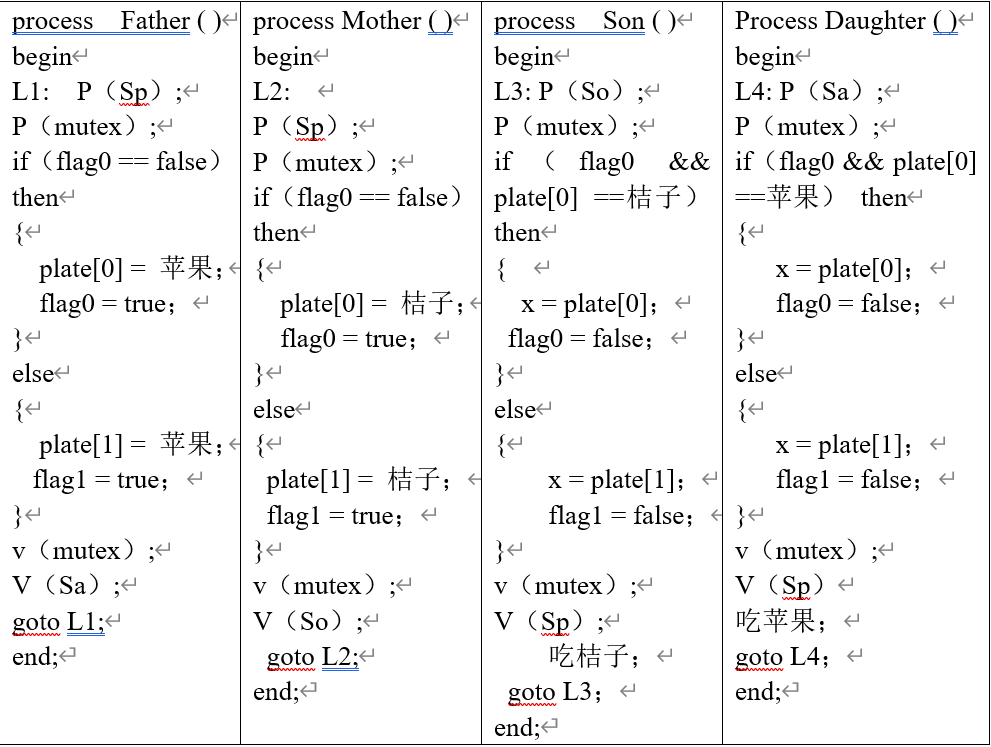 process Father ( )
begin
L1: P（Sp）;
P（mutex）;
if（flag0 == false）
then
{
plate[0] = 苹果;
flag0 = true；
}
else
{
plate[1] = 苹果;
flag1 = true；
}
v（mutex）;
V（Sa）;
goto L1;
end;
process Mother ( )
begin
L2:
P（Sp）;
P（mutex）;
if（flag0 == false）
then
{
plate[0] = 桔子;
flag0 = true；
}
else
{
plate[1] = 桔子;
flag1 = true；
}
v（mutex）;
V（So）;
goto L2;
end;
process Son ( )
begin
L3: P（So）;
P（mutex）;
if （ flag0 &&
plate[0] ==桔子）
then
{
x = plate[0]；
flag0 = false；
}
else
{
x = plate[1]；
flag1 = false；
}
v（mutex）;
V（Sp）;
吃桔子；
goto L3；
end;
Process Daughter ( )
begin
L4: P（Sa）;
P（mutex）;
if（flag0 && plate[0]
==苹果） then
{
x = plate[0]；
flag0 = false；
}
else
{
x = plate[1]；
flag1 = false；
}
v（mutex）;
V（Sp）
吃苹果；
goto L4；
end;